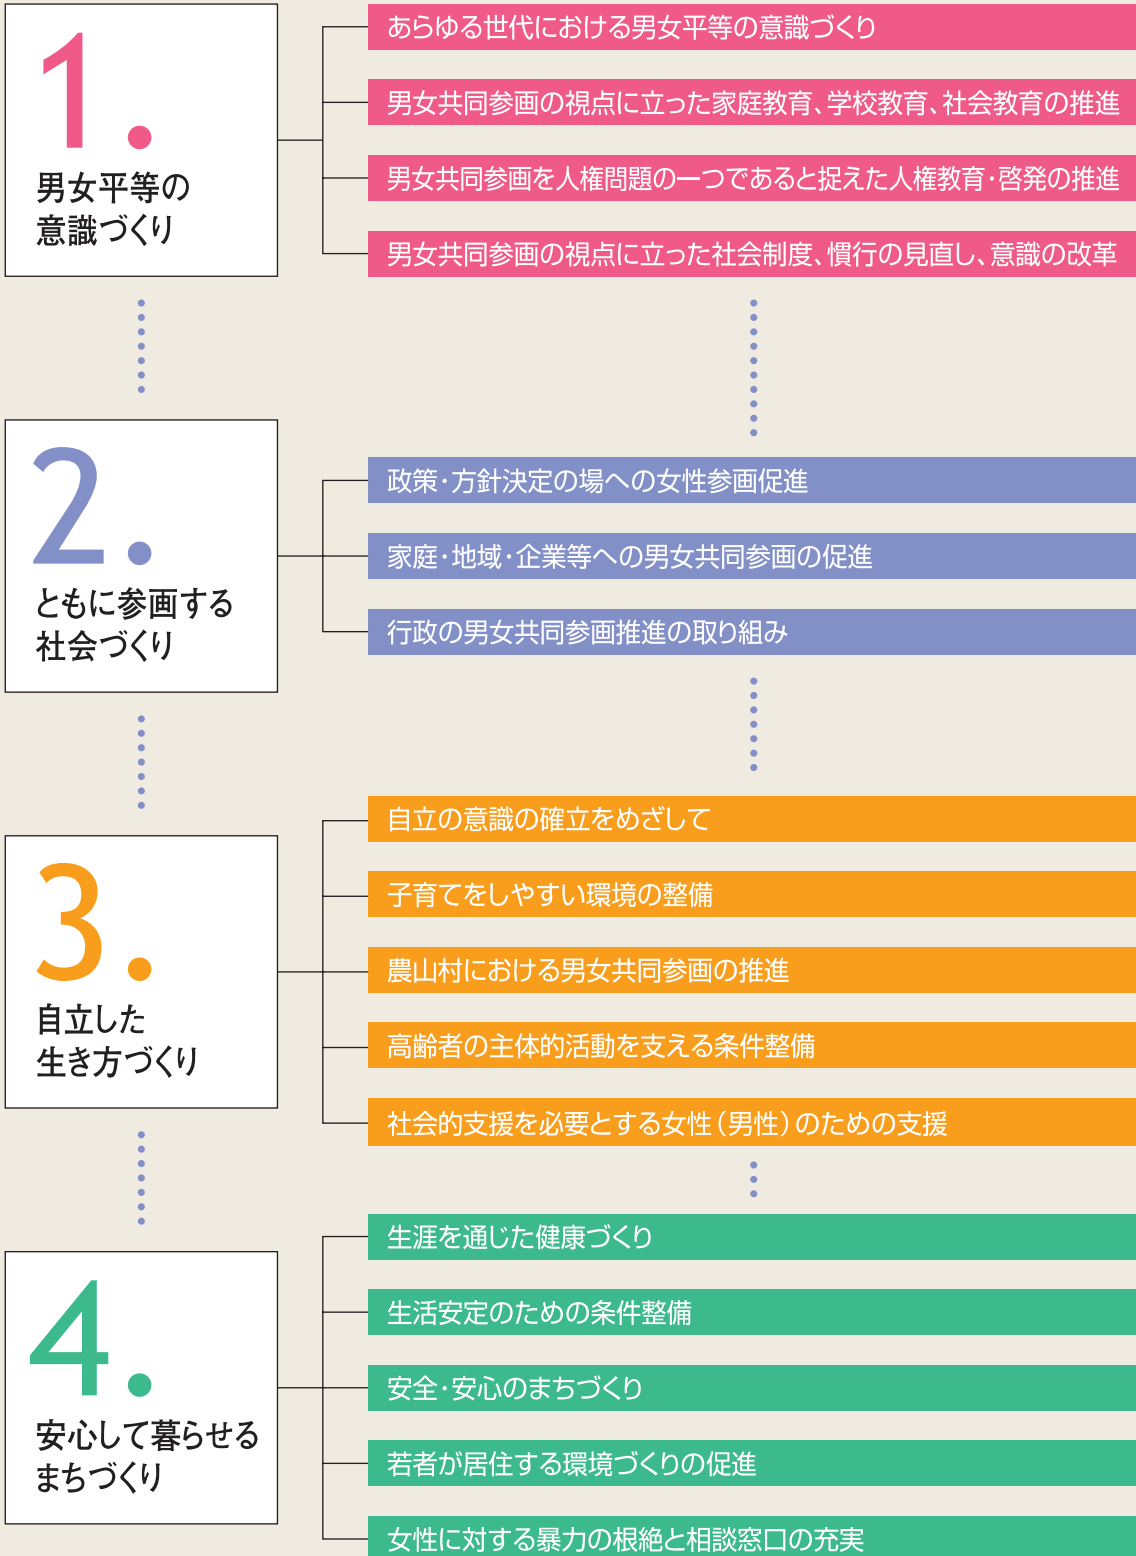 1.
男女平等の
意識づくり
あらゆる世代における男女平等の意識づくり
男女共同参画の視点に立った家庭教育、学校教育、社会教育の推進
男女共同参画を人権問題の一つであると捉えた人権教育・啓発の推進
男女共同参画の視点に立った社会制度、慣行の見直し、意識の改革
2.
ともに参画する
社会づくり
政策・方針決定の場への女性参画促進
家庭・地域・企業等への男女共同参画の促進
行政の男女共同参画推進の取り組み
3.
自立した
生き方づくり
自立の意識の確立をめざして
子育てをしやすい環境の整備
農山村における男女共同参画の推進
高齢者の主体的活動を支える条件整備
社会的支援を必要とする女性（男性）のための支援
4.
安心して暮らせる
まちづくり
生涯を通じた健康づくり
生活安定のための条件整備
安全・安心のまちづくり
若者が居住する環境づくりの促進
女性に対する暴力の根絶と相談窓口の充実